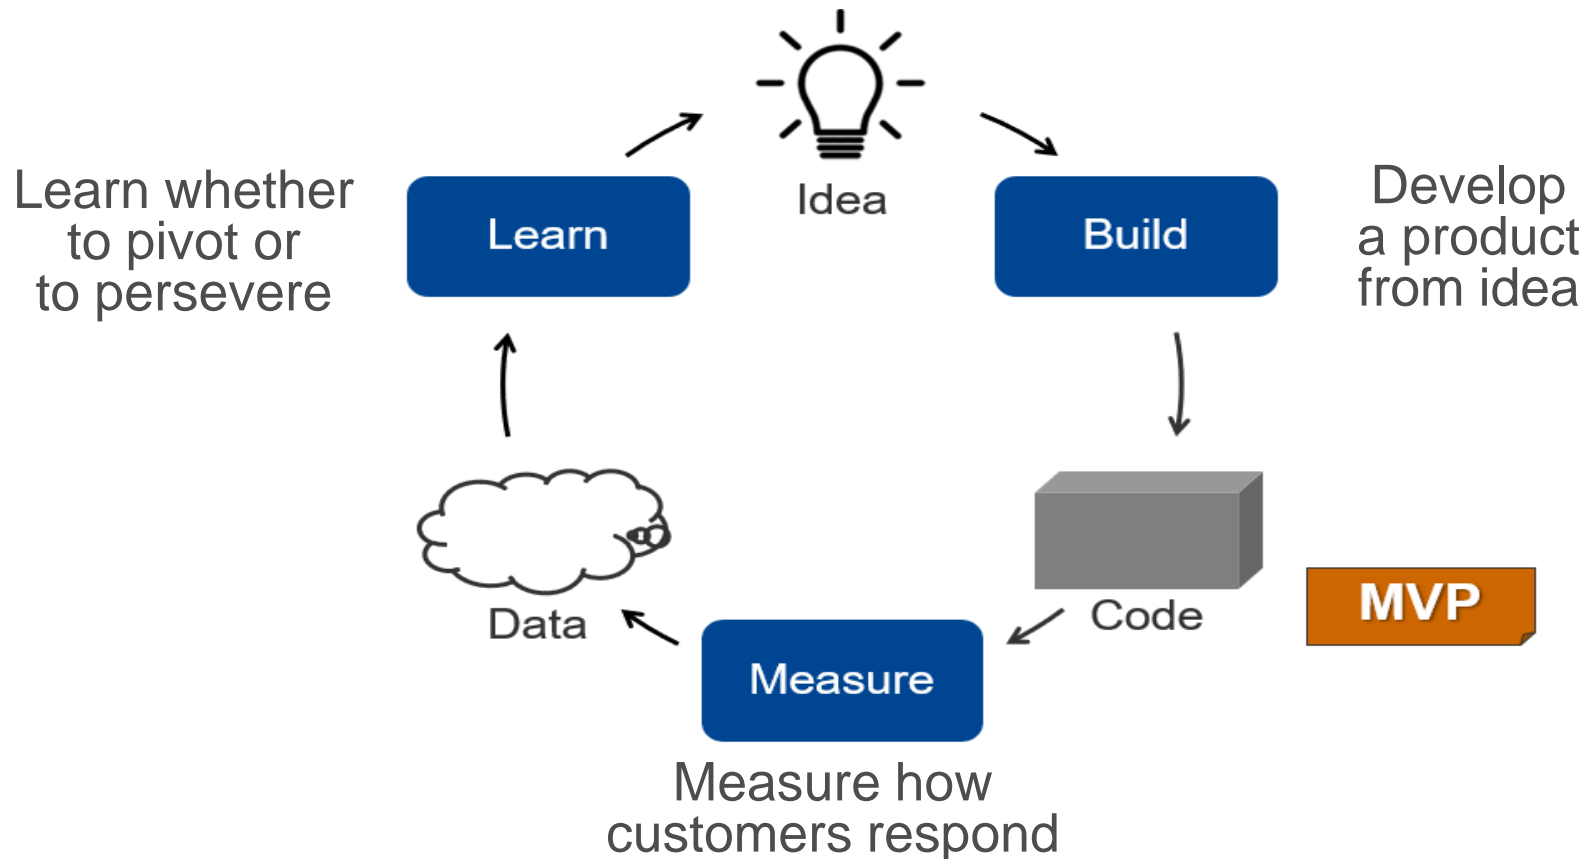 Idea
Learn whether
to pivot or
to persevere
Learn
Build
Develop
a product
from idea
Data
Code
MVP
Measure
Measure how
customers respond